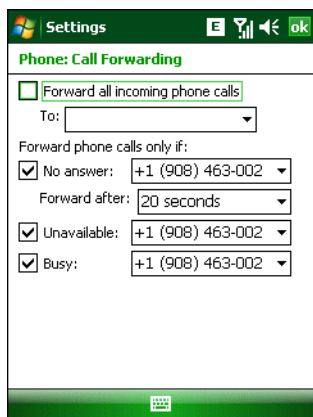 Settings
E
ok
Phone: Call Forwarding
Forward all incoming phone calls
To:
Forward phone calls only if:
No answer: +1 (908) 463-002
Forward after: 20 seconds
Unavailable: +1 (908) 463-002
Busy: +1 (908) 463-002